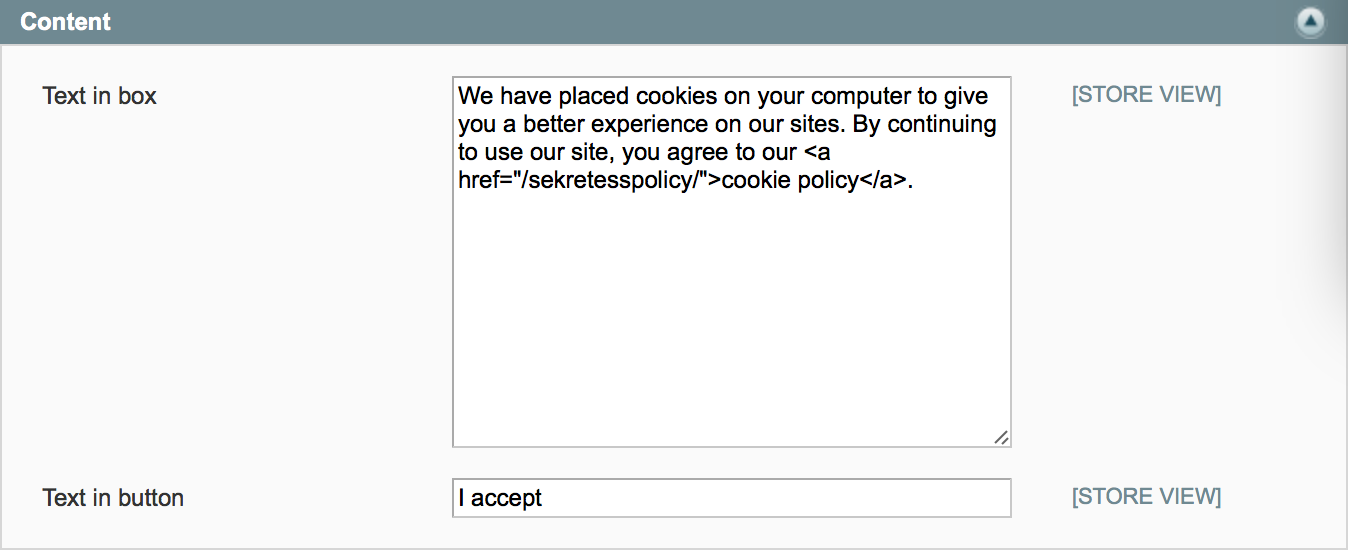 Content
Text in box
We have placed cookies on your computer to give
you a better experience on our sites. By continuing
to use our site, you agree to our <a
href="/sekretesspolicy/">cookie policy</a>.
[STORE VIEW]
Text in button
I accept
[STORE VIEW]